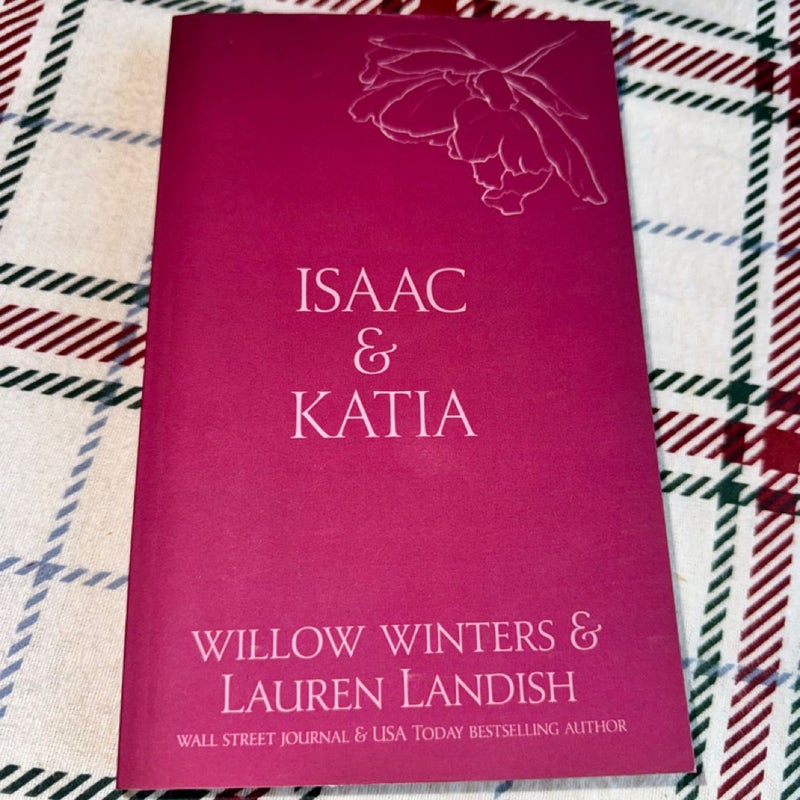 ISAAC
&
KATIA
WILLOW WINTERS &
LAUREN LANDISH
WALL STREET JOURNAL & USA TODAY BESTSELLING AUTHOR